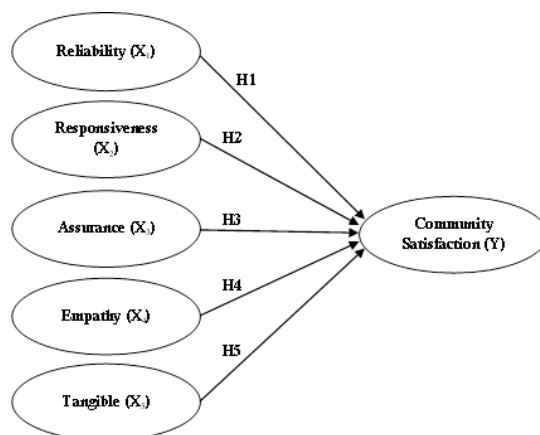 Reliability (X₁)
H1
Responsiveness
(X₂)
H2
Assurance (X₃)
H3
Community
Satisfaction (Y)
Empathy (X₄)
H4
Tangible (X₅)
H5